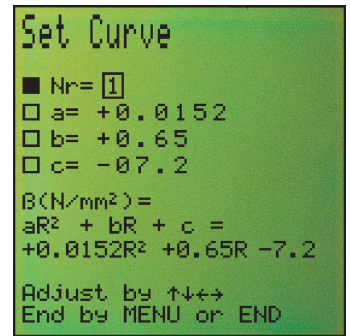 Set Curve
■ Nr= 1
□ a= +0.0152
□ b= +0.65
□ c= -07.2
β(N/mm²)=
aR² + bR + c =
+0.0152R² +0.65R -7.2
Adjust by ↑↓←→
End by MENU or END